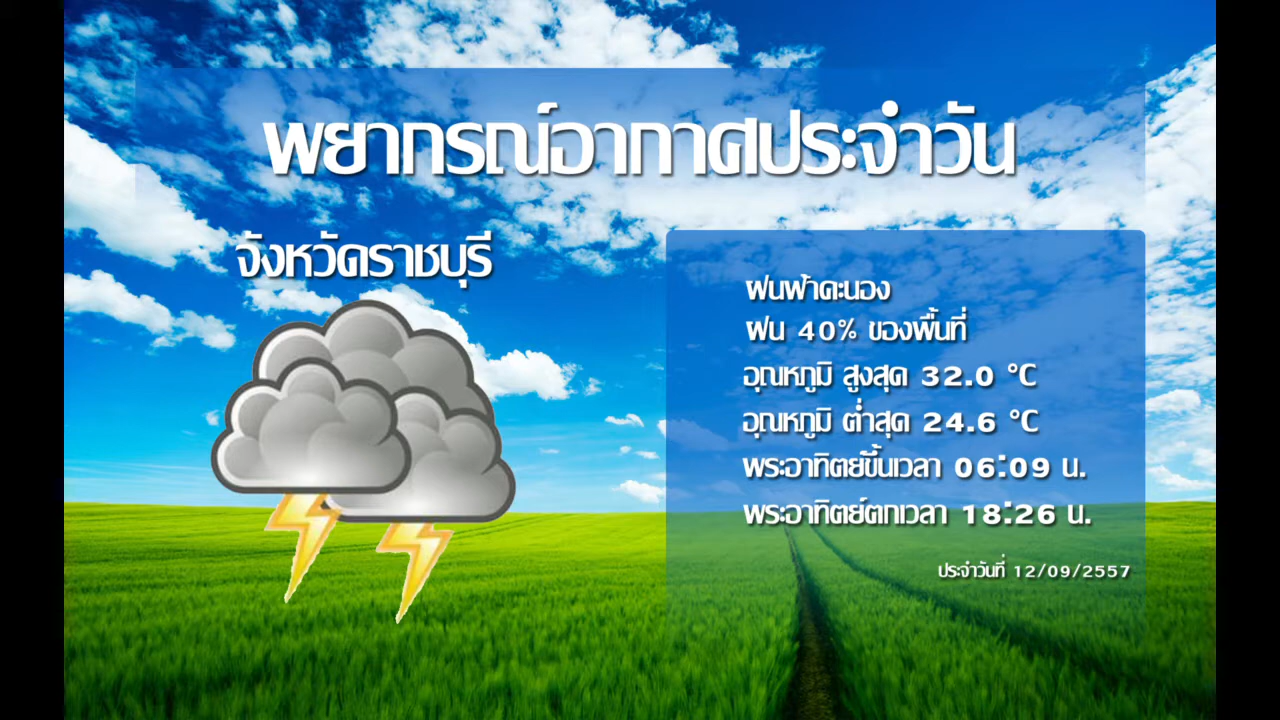 พยากรณ์อากาศประจำวัน
จังหวัดราชบุรี
ฝนฟ้าคะนอง
ฝน 40% ของพื้นที่
อุณหภูมิ สูงสุด 32.0 °C
อุณหภูมิ ต่ำสุด 24.6 °C
พระอาทิตย์ขึ้นเวลา 06:09 น.
พระอาทิตย์ตกเวลา 18:26 น.
ประจำวันที่ 12/09/2557